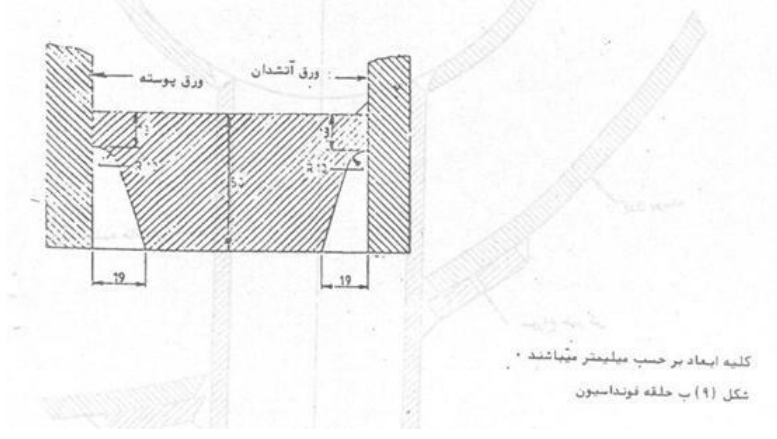 ورق آتشدان
ورق پوسته
19
19
کلیه ابعاد بر حسب میلیمتر میباشند .
شکل (۹) ب حلقه فونداسیون